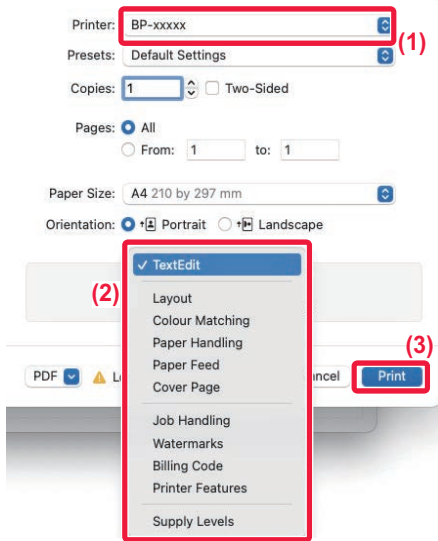 Printer: BP-xxxxx
(1)
Presets: Default Settings
Copies: 1 Two-Sided
Pages: All
From: 1 to: 1
Paper Size: A4 210 by 297 mm
Orientation: Portrait Landscape
✓ TextEdit
(2)
Layout
Colour Matching
Paper Handling
(3)
Paper Feed
PDF Print
Cover Page
Job Handling
Watermarks
Billing Code
Printer Features
Supply Levels